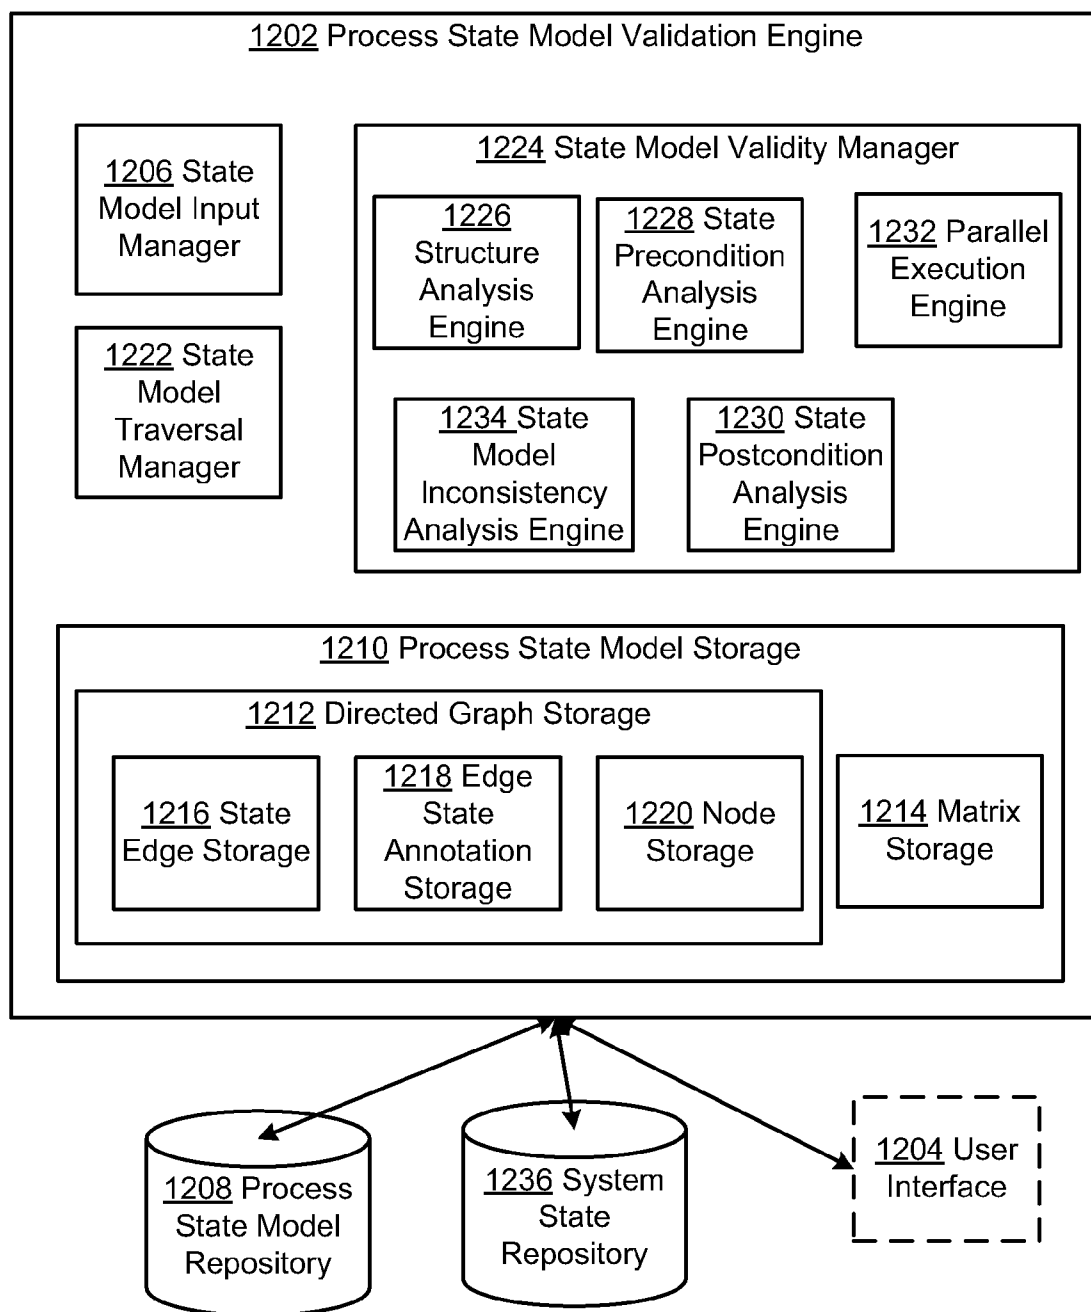 1202 Process State Model Validation Engine
1206 State
Model Input
Manager
1222 State
Model
Traversal
Manager
1224 State Model Validity Manager
1226
Structure
Analysis
Engine
1228 State
Precondition
Analysis
Engine
1232 Parallel
Execution
Engine
1234 State
Model
Inconsistency
Analysis Engine
1230 State
Postcondition
Analysis
Engine
1210 Process State Model Storage
1212 Directed Graph Storage
1216 State
Edge Storage
1218 Edge
State
Annotation
Storage
1220 Node
Storage
1214 Matrix
Storage
1208 Process
State Model
Repository
1236 System
State
Repository
1204 User
Interface